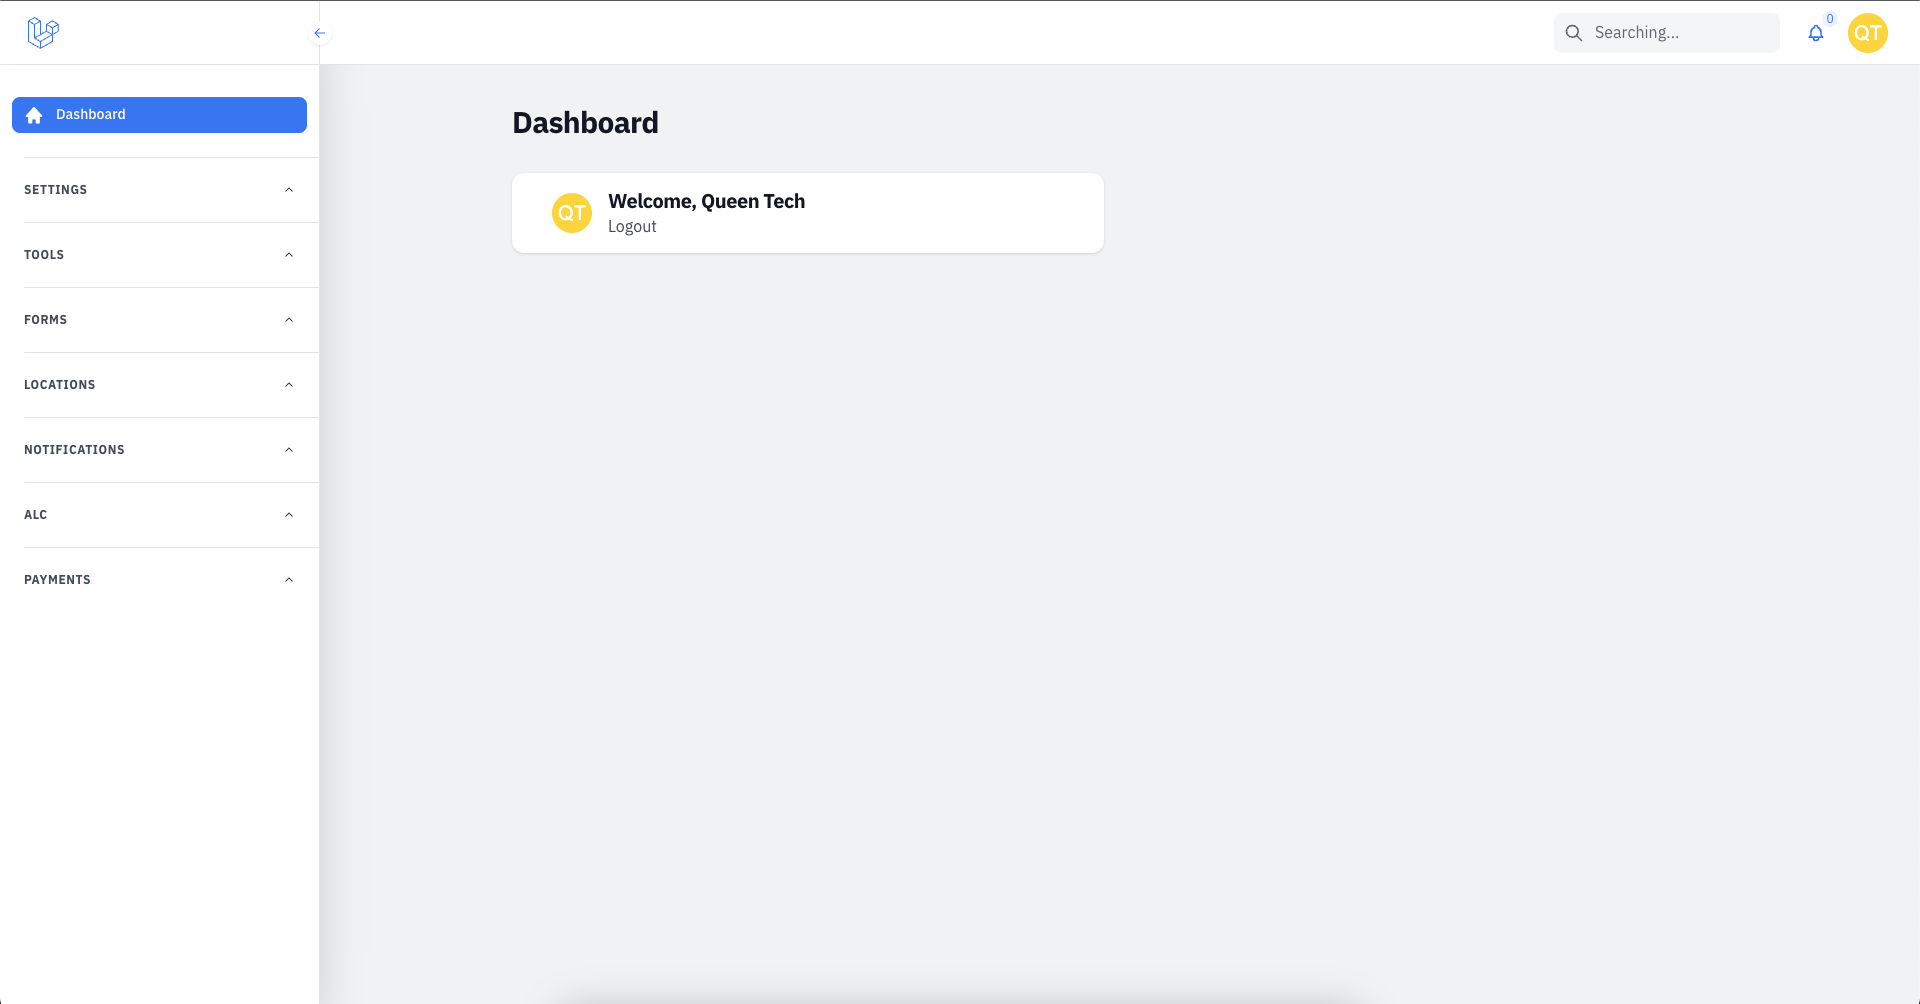 Searching...
0
QT
Dashboard
SETTINGS
TOOLS
FORMS
LOCATIONS
NOTIFICATIONS
ALC
PAYMENTS
Dashboard
QT
Welcome, Queen Tech
Logout